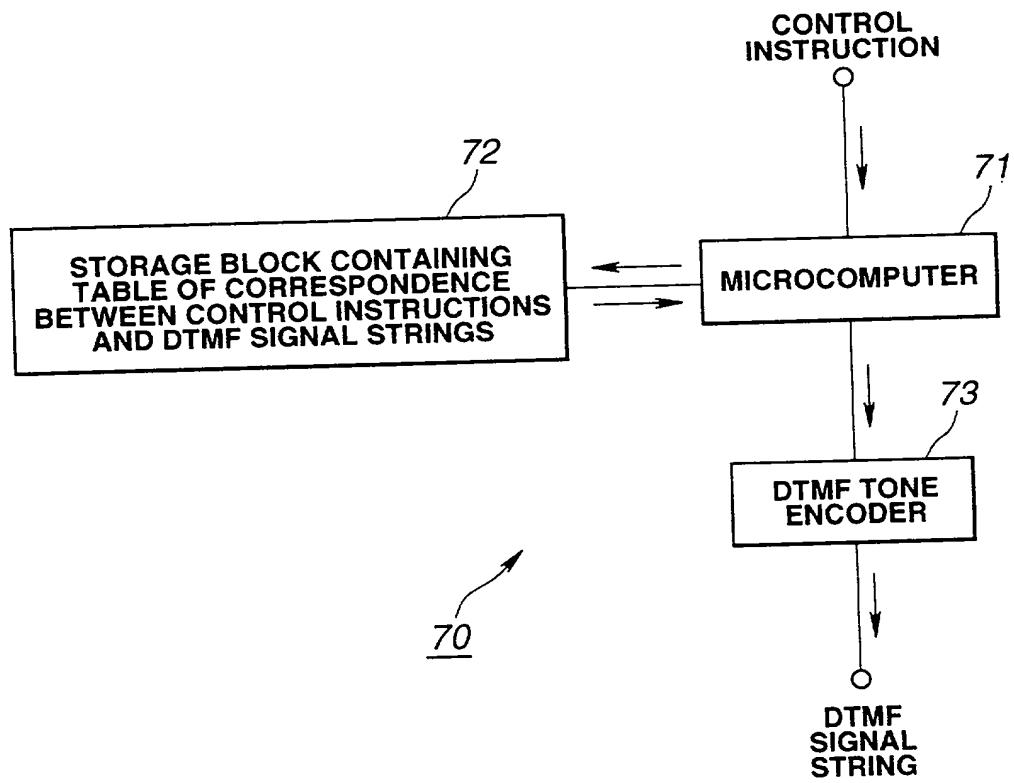 CONTROL
INSTRUCTION
72
71
STORAGE BLOCK CONTAINING
TABLE OF CORRESPONDENCE
BETWEEN CONTROL INSTRUCTIONS
AND DTMF SIGNAL STRINGS
MICROCOMPUTER
73
DTMF TONE
ENCODER
70
DTMF
SIGNAL
STRING